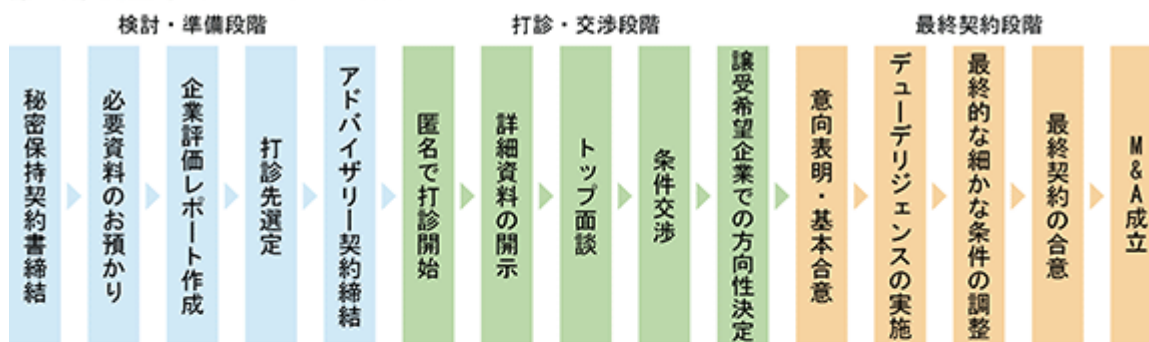 検討・準備段階
打診・交渉段階
最終契約段階
秘密保持契約書締結
必要資料のお預かり
企業評価レポート作成
打診先選定
アドバイザリー契約締結
匿名で打診開始
詳細資料の開示
トップ面談
条件交渉
譲受希望企業での方向性決定
意向表明・基本合意
デューデリジェンスの実施
最終的な細かな条件の調整
最終契約の合意
M&A成立